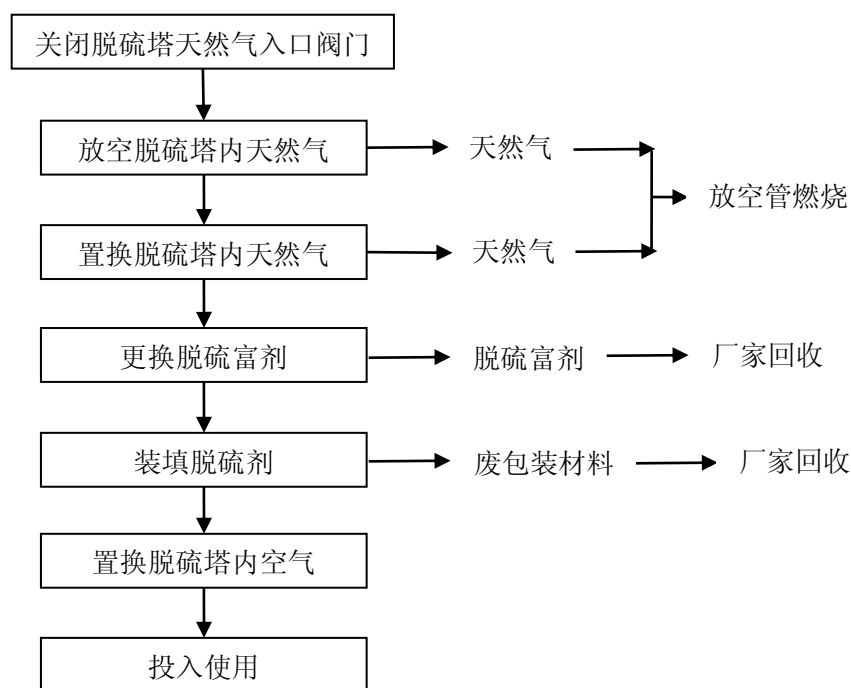 关闭脱硫塔天然气入口阀门
放空脱硫塔内天然气
天然气
放空管燃烧
置换脱硫塔内天然气
天然气
更换脱硫富剂
脱硫富剂
厂家回收
装填脱硫剂
废包装材料
厂家回收
置换脱硫塔内空气
投入使用